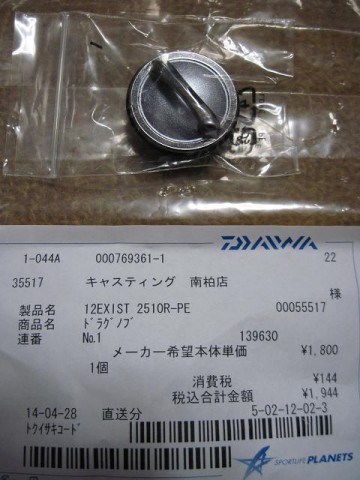 DAIWA
1-044A 000769361-1 22
35517 キャスティング 南柏店
様
製品名 12EXIST 2510R-PE 00055517
商品名 ドラグノブ
連番 No.1 139630
メーカー希望本体単価 ¥1,800
1個
消費税 ¥144
税込合計金額 ¥1,944
14-04-28 直送分 5-02-12-02-3
トクイサキコード
SPORTLIFE PLANETS